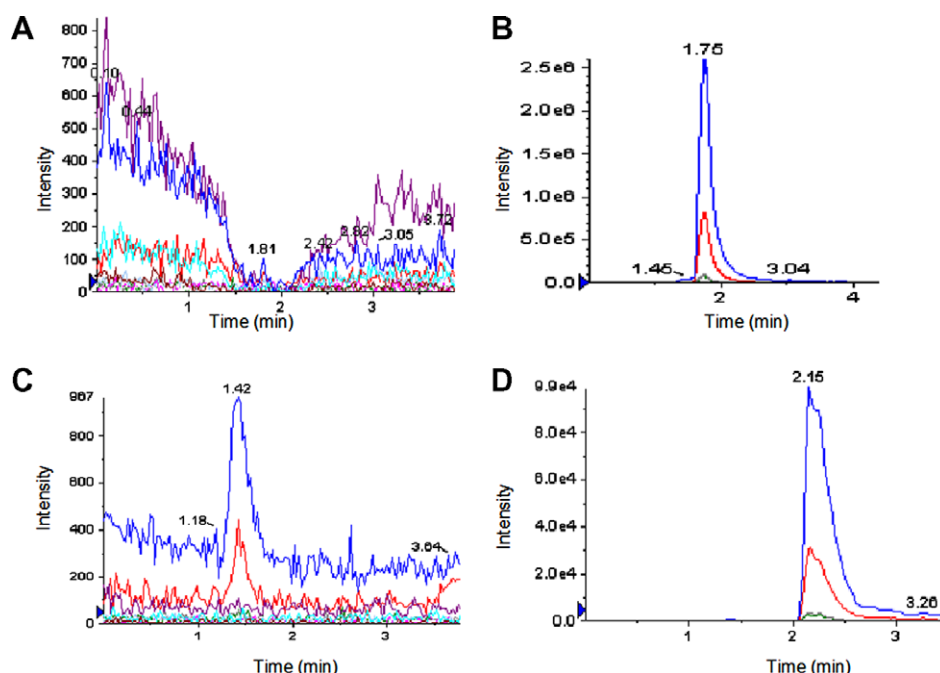 A
Intensity
800
700
600
500
400
300
200
100
0
0.10
0.44
1.81
2.42
2.82
3.05
3.72
1 2 3
Time (min)
B
Intensity
2.5e6
2.0e6
1.5e6
1.0e6
5.0e5
0.0
1.75
1.45
3.04
2 4
Time (min)
C
Intensity
967
800
600
400
200
0
1.42
1.18
3.64
1 2 3
Time (min)
D
Intensity
9.9e4
8.0e4
6.0e4
4.0e4
2.0e4
0.0
2.15
3.26
1 2 3
Time (min)